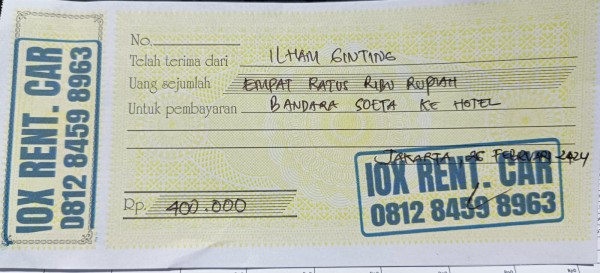 IOX RENT. CAR
0812 8459 8963
No.
Telah terima dari ILHAM GINTING
Uang sejumlah EMPAT RATUS RIBU RUPIAH
Untuk pembayaran BANDARA SOETA KE HOTEL
JAKARTA 26 FEBRUARI 2024
Rp. 400.000
IOX RENT. CAR
0812 8459 8963